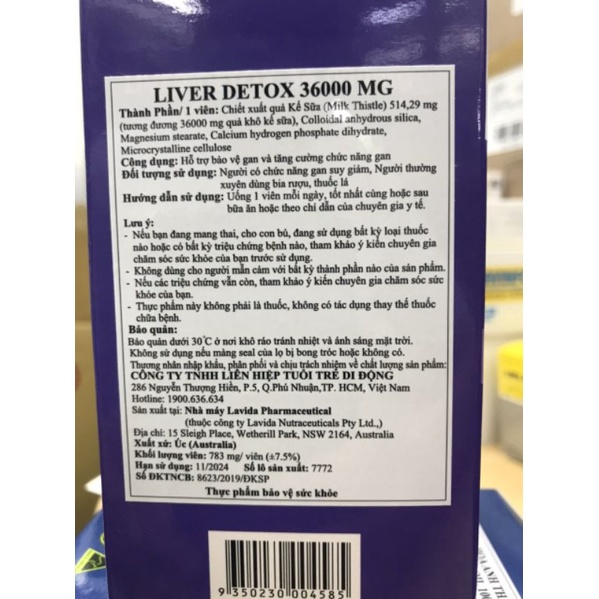 LIVER DETOX 36000 MG
Thành Phần/ 1 viên: Chiết xuất quả Kế Sữa (Milk Thistle) 514,29 mg
(tương đương 36000 mg quả khô kế sữa), Colloidal anhydrous silica,
Magnesium stearate, Calcium hydrogen phosphate dihydrate,
Microcrystalline cellulose
Công dụng: Hỗ trợ bảo vệ gan và tăng cường chức năng gan
Đối tượng sử dụng: Người có chức năng gan suy giảm, Người thường
xuyên dùng bia rượu, thuốc lá
Hướng dẫn sử dụng: Uống 1 viên mỗi ngày, tốt nhất cùng hoặc sau
bữa ăn hoặc theo chỉ dẫn của chuyên gia y tế.
Lưu ý:
- Nếu bạn đang mang thai, cho con bú, đang sử dụng bất kỳ loại thuốc
nào hoặc có bất kỳ triệu chứng bệnh nào, tham khảo ý kiến chuyên gia
chăm sóc sức khỏe của bạn trước sử dụng.
- Không dùng cho người mẫn cảm với bất kỳ thành phần nào của sản phẩm.
- Nếu các triệu chứng vẫn còn, tham khảo ý kiến chuyên gia chăm sóc sức
khỏe của bạn.
- Thực phẩm này không phải là thuốc, không có tác dụng thay thế thuốc
chữa bệnh.
Bảo quản:
Bảo quản dưới 30°C ở nơi khô ráo tránh nhiệt và ánh sáng mặt trời.
Không sử dụng nếu màng seal của lọ bị bong tróc hoặc không có.
Thương nhân nhập khẩu, phân phối và chịu trách nhiệm về chất lượng sản phẩm:
CÔNG TY TNHH LIÊN HIỆP TUỔI TRẺ DI ĐỘNG
286 Nguyễn Thượng Hiền, P.5, Q.Phú Nhuận,TP. HCM, Việt Nam
Hotline: 1900.636.634
Sản xuất tại: Nhà máy Lavida Pharmaceutical
(thuộc công ty Lavida Nutraceuticals Pty Ltd.,)
Địa chỉ: 15 Sleigh Place, Wetherill Park, NSW 2164, Australia
Xuất xứ: Úc (Australia)
Khối lượng viên: 783 mg/ viên (±7.5%)
Hạn sử dụng: 11/2024 Số lô sản xuất: 7772
Số ĐKTNCB: 8623/2019/ĐKSP
Thực phẩm bảo vệ sức khỏe
9 350230 004585